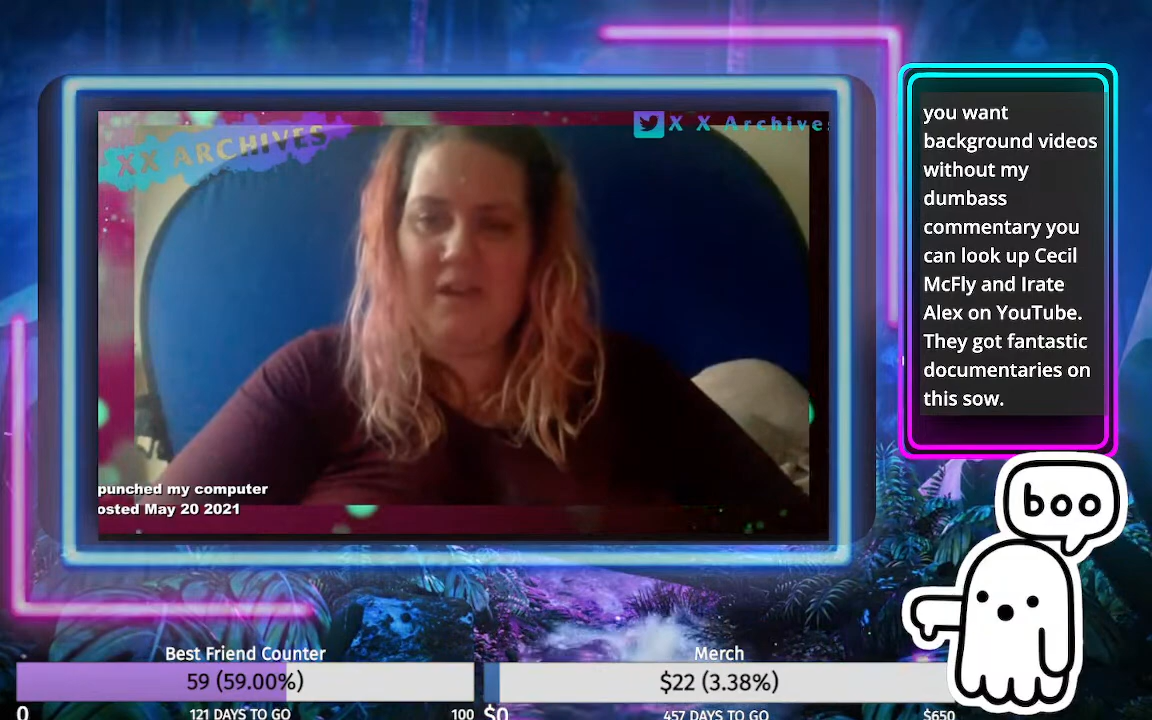 XX ARCHIVES
X X Archive
you want
background videos
without my
dumbass
commentary you
can look up Cecil
McFly and Irate
Alex on YouTube.
They got fantastic
documentaries on
this sow.
punched my computer
osted May 20 2021
boo
Best Friend Counter
59 (59.00%)
0
121 DAYS TO GO
100
Merch
$22 (3.38%)
$0
457 DAYS TO GO
$650